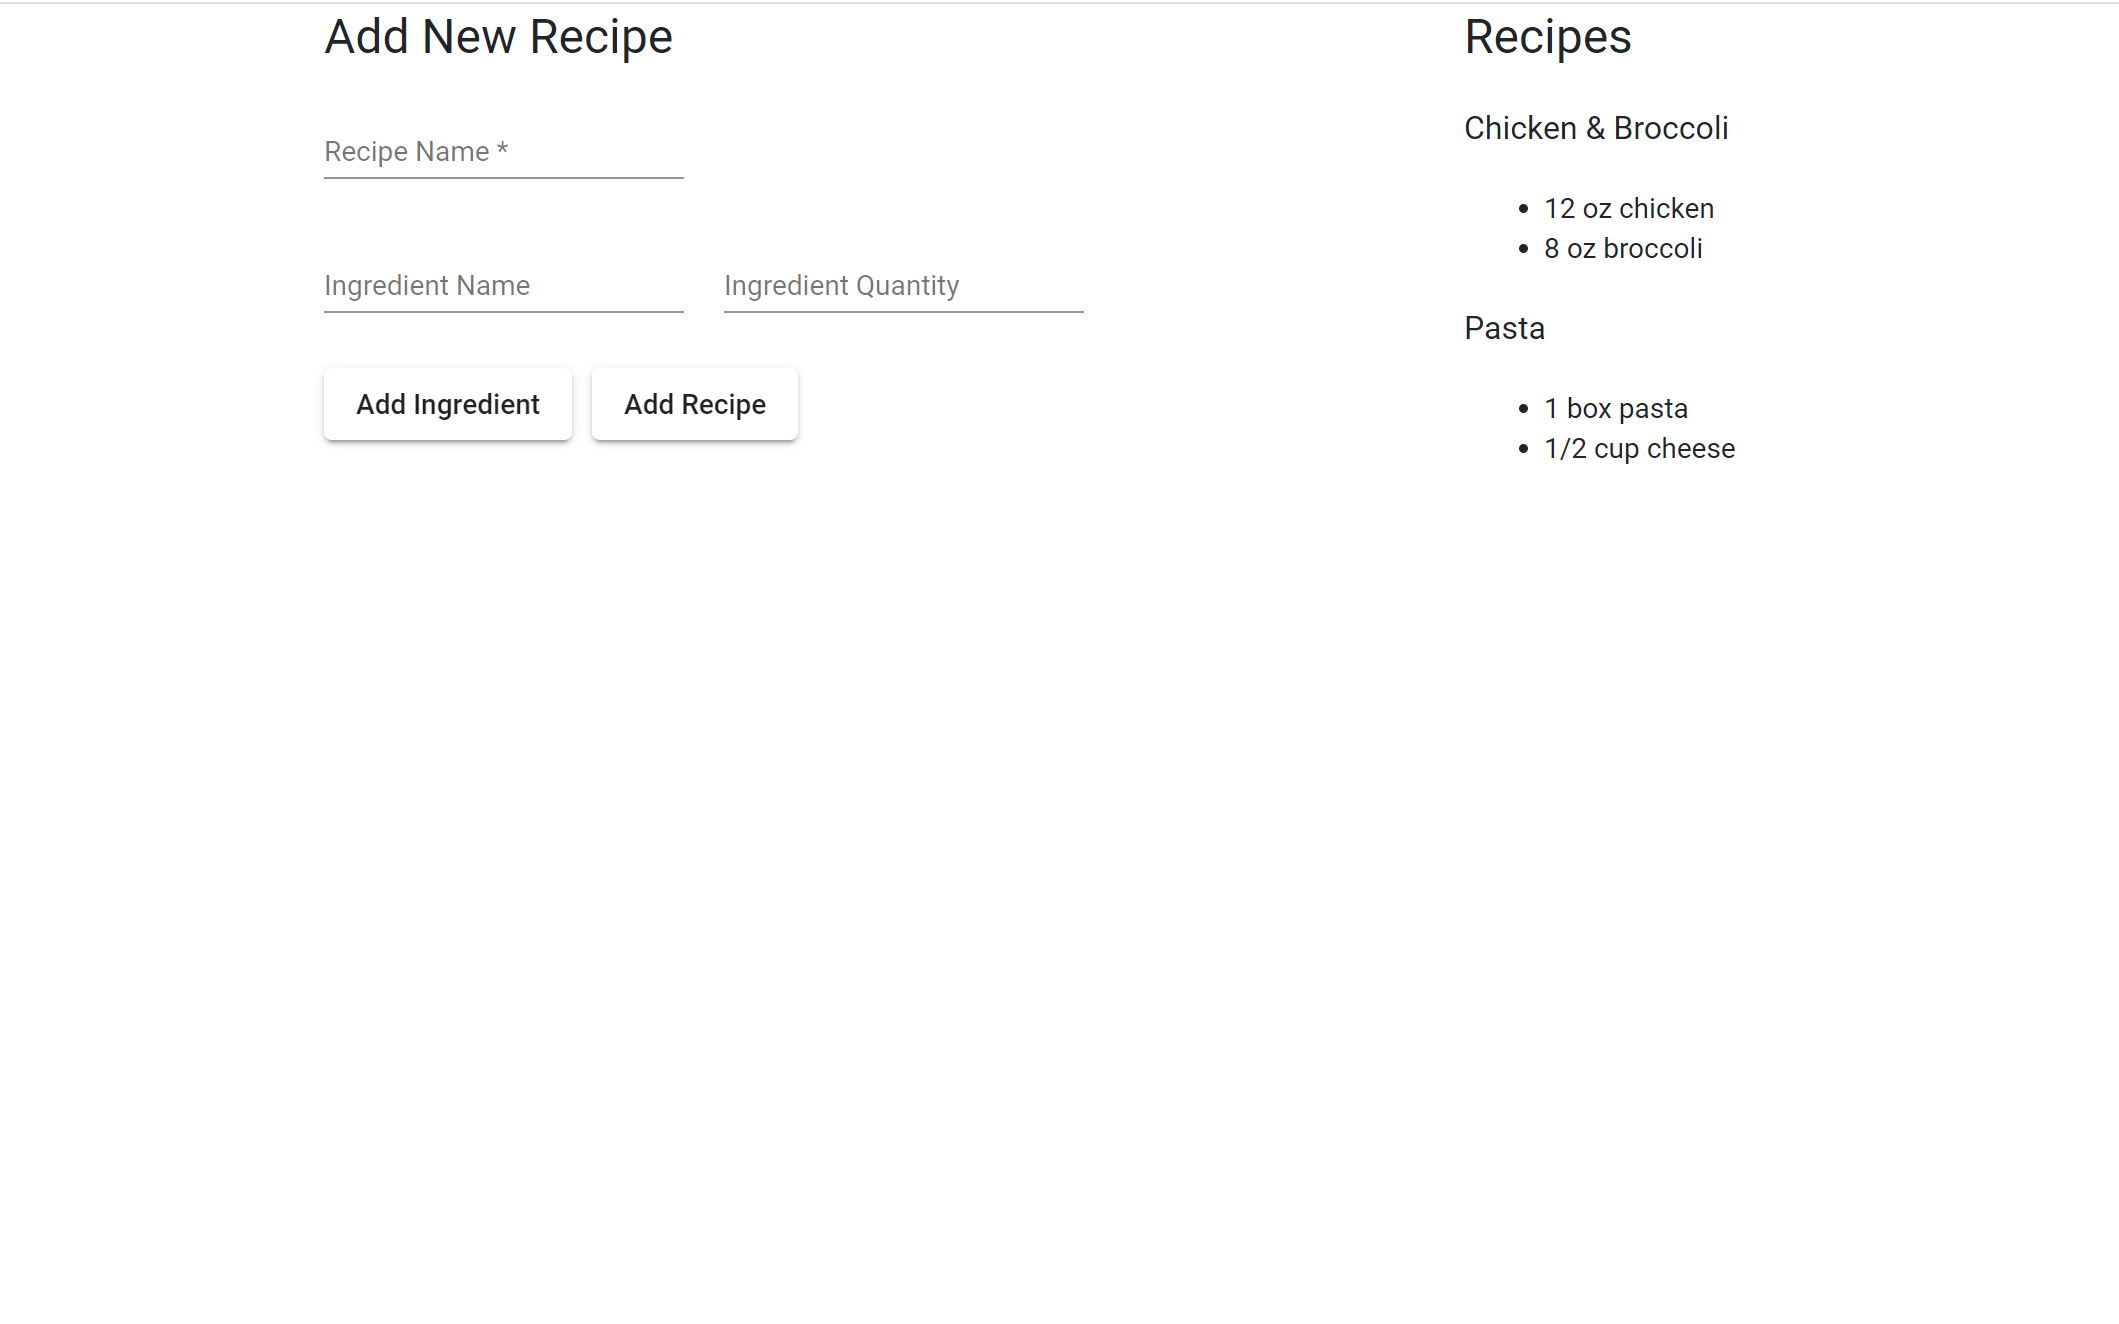 Add New Recipe
Recipe Name *
Ingredient Name
Ingredient Quantity
Add Ingredient
Add Recipe
Recipes
Chicken & Broccoli
• 12 oz chicken
• 8 oz broccoli
Pasta
• 1 box pasta
• 1/2 cup cheese